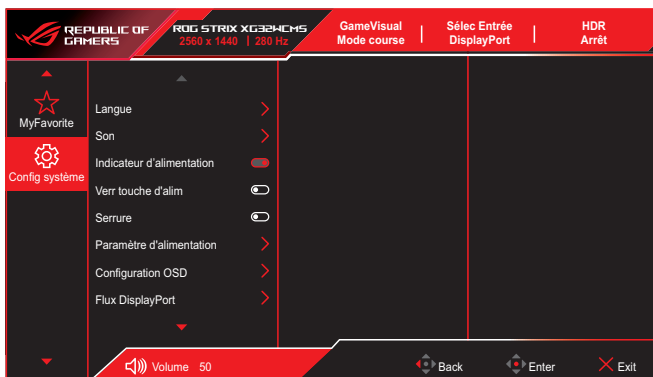 REPUBLIC OF
GAMERS
ROG STRIX XG32WCMS
2560 x 1440 | 280 Hz
GameVisual
Mode course
Sélec Entrée
DisplayPort
HDR
Arrêt
MyFavorite
Config système
Langue
Son
Indicateur d'alimentation
Verr touche d'alim
Serrure
Paramètre d'alimentation
Configuration OSD
Flux DisplayPort
Volume 50
Back
Enter
Exit